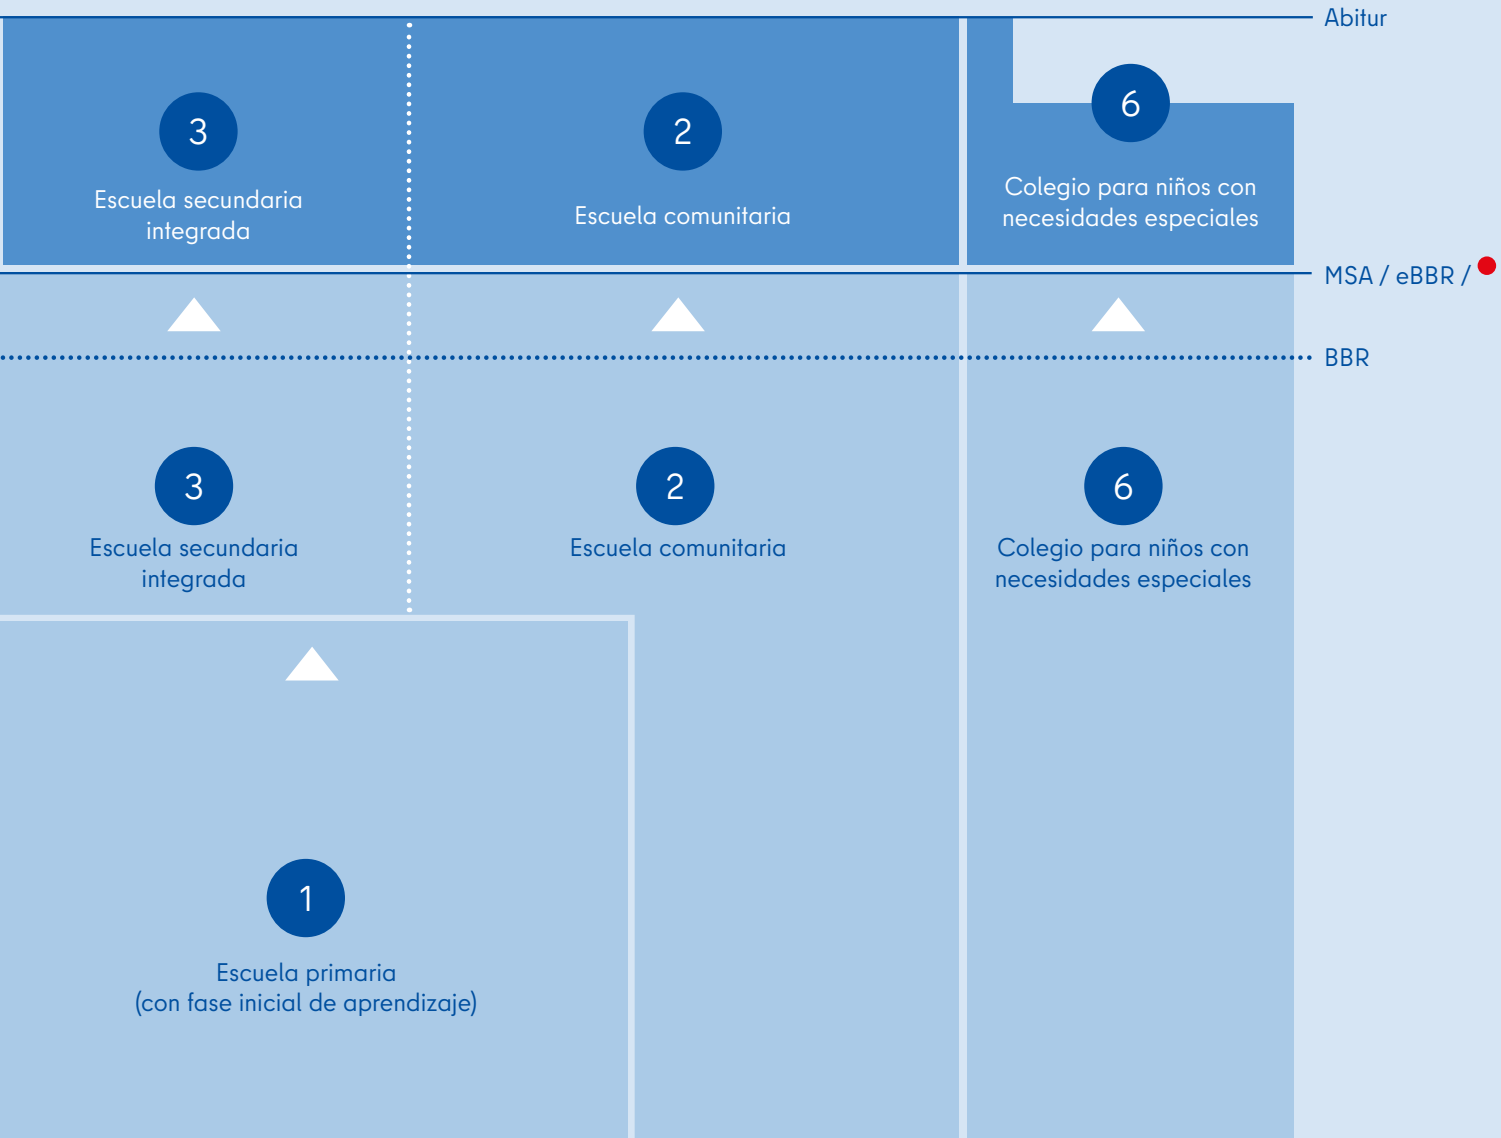 Abitur
3
Escuela secundaria
integrada
2
Escuela comunitaria
6
Colegio para niños con
necesidades especiales
MSA / eBBR /
BBR
3
Escuela secundaria
integrada
2
Escuela comunitaria
6
Colegio para niños con
necesidades especiales
1
Escuela primaria
(con fase inicial de aprendizaje)